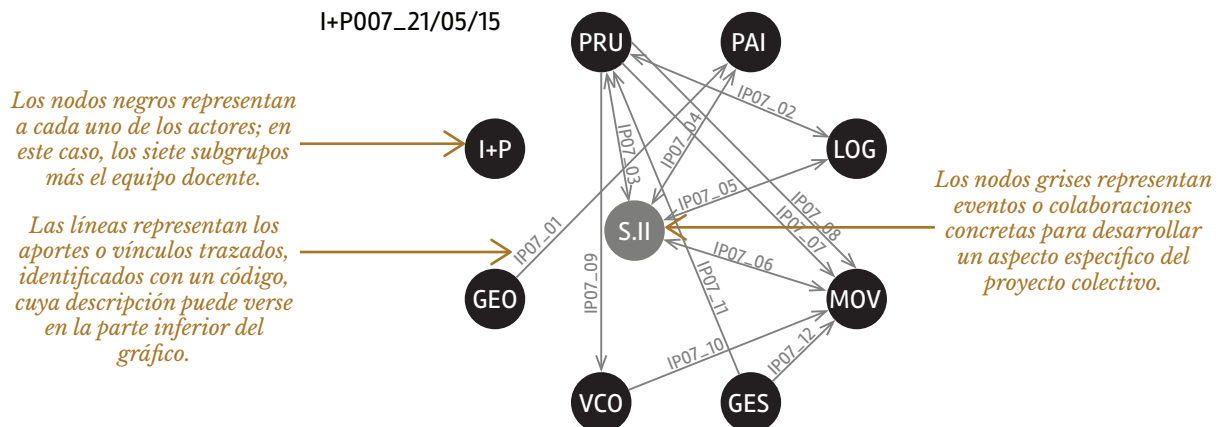 I+P007_21/05/15
PRU
PAI
Los nodos negros representan
a cada uno de los actores; en
este caso, los siete subgrupos
más el equipo docente.
I+P
LOG
IP07_02
IP07_04
IP07_03
IP07_05
Las líneas representan los
aportes o vínculos trazados,
identificados con un código,
cuya descripción puede verse
en la parte inferior del
gráfico.
IP07_01
S.II
IP07_08
IP07_07
IP07_06
Los nodos grises representan
eventos o colaboraciones
concretas para desarrollar
un aspecto específico del
proyecto colectivo.
GEO
IP07_09
IP07_11
MOV
IP07_10
IP07_12
VCO
GES